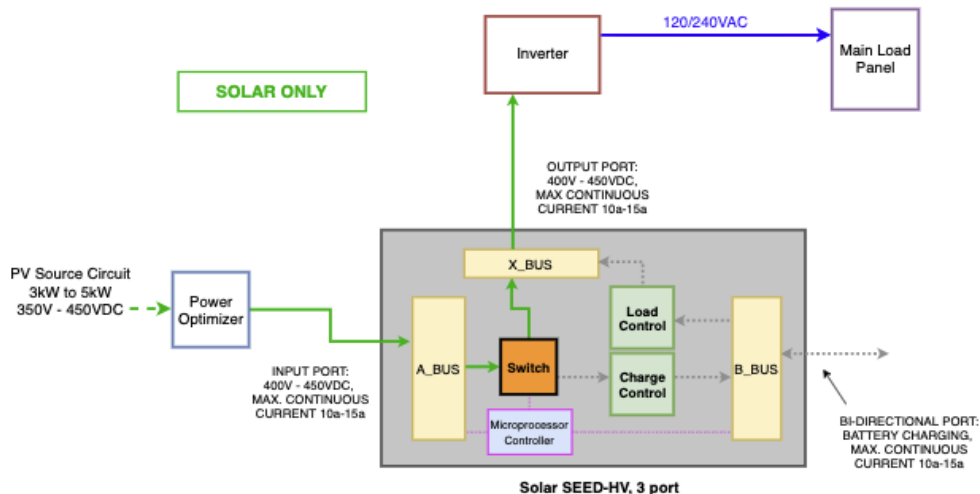 120/240VAC
Inverter
Main Load
Panel
SOLAR ONLY
OUTPUT PORT:
400V - 450VDC,
MAX CONTINUOUS
CURRENT 10a-15a
X_BUS
PV Source Circuit
3kW to 5kW
350V - 450VDC
Power
Optimizer
Load
Control
A_BUS
Switch
Charge
Control
B_BUS
INPUT PORT:
400V - 450VDC,
MAX. CONTINUOUS
CURRENT 10a-15a
Microprocessor
Controller
BI-DIRECTIONAL PORT:
BATTERY CHARGING,
MAX. CONTINUOUS
CURRENT 10a-15a
Solar SEED-HV, 3 port